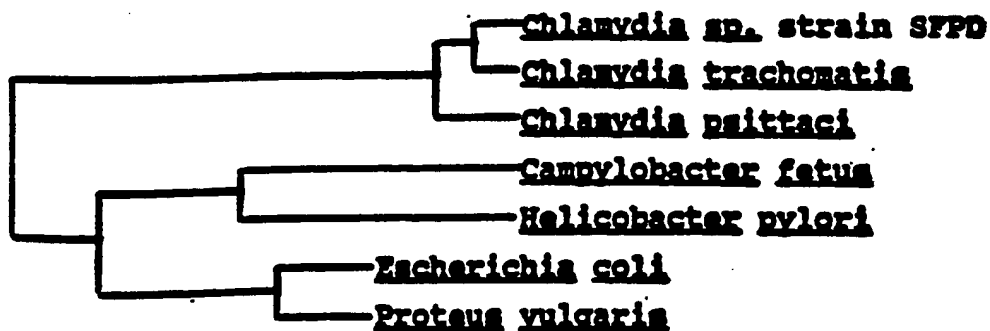 Chlamydia sp. strain SFPD
Chlamydia trachomatis
Chlamydia psittaci
Campylobacter fetus
Helicobacter pylori
Escherichia coli
Proteus vulgaris